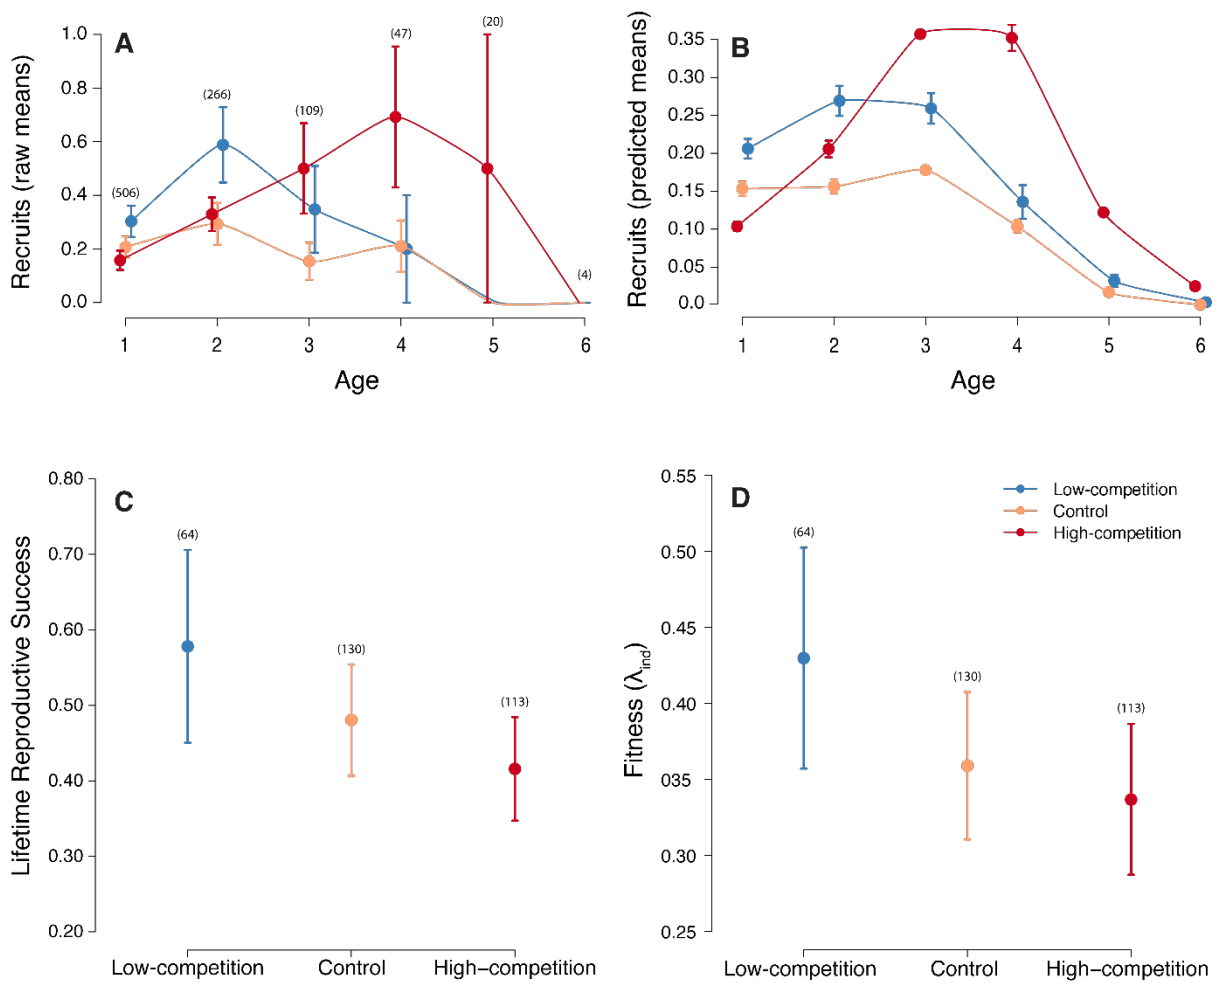 A
Recruits (raw means)
1.0
0.8
0.6
0.4
0.2
0.0
(506)
(266)
(109)
(47)
(20)
(4)
1 2 3 4 5 6
Age
B
Recruits (predicted means)
0.35
0.30
0.25
0.20
0.15
0.10
0.05
0.0
1 2 3 4 5 6
Age
C
Lifetime Reproductive Success
0.80
0.70
0.60
0.50
0.40
0.30
0.20
(64)
(130)
(113)
Low-competition Control High–competition
D
Fitness (λind)
0.55
0.50
0.45
0.40
035
0.30
0.25
(64)
(130)
(113)
Low-competition
Control
High-competition
Low-competition Control High–competition